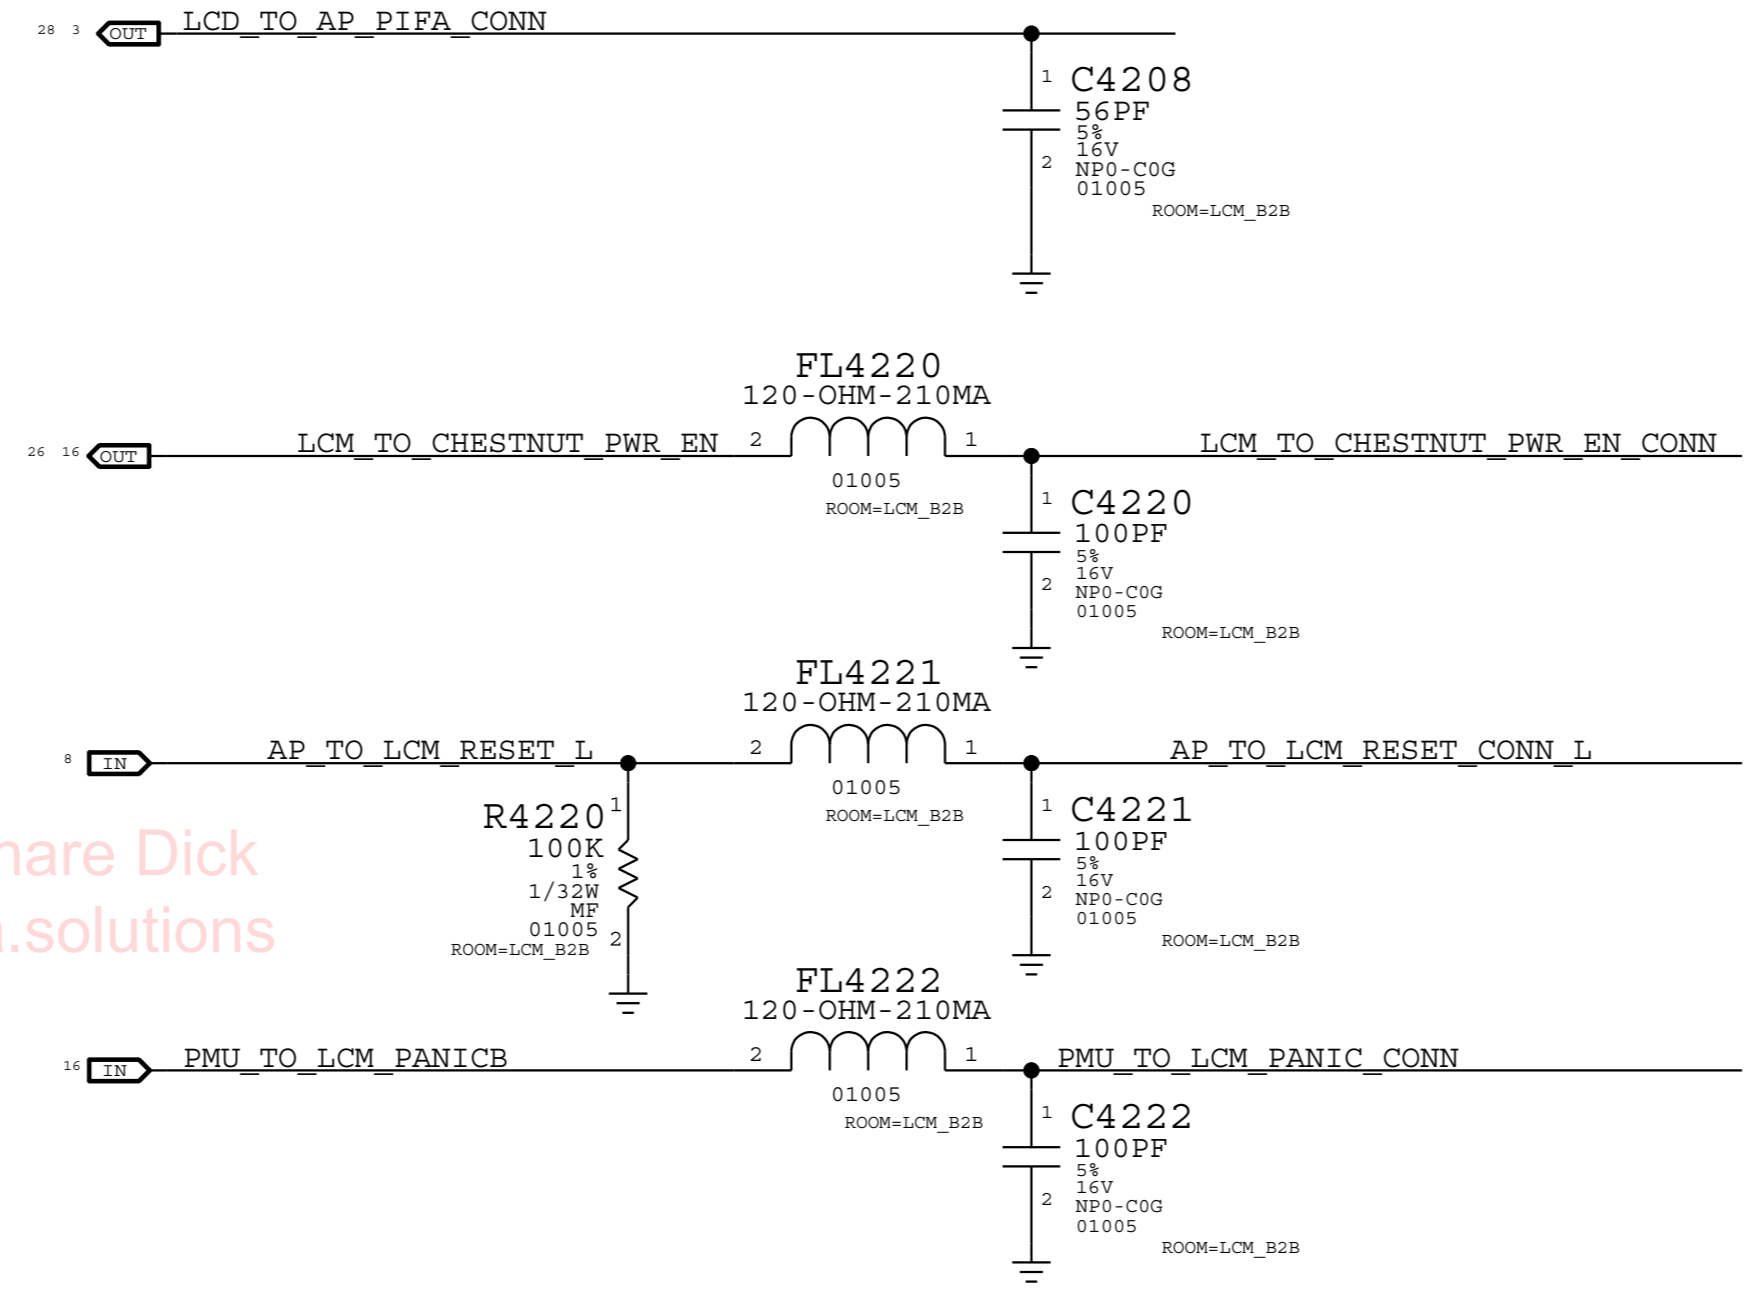 28 3 OUT LCD_TO_AP_PIFA_CONN
1 C4208
56PF
5%
16V
2 NP0-C0G
01005
ROOM=LCM_B2B
FL4220
120-OHM-210MA
26 16 OUT LCM_TO_CHESTNUT_PWR_EN 2 1 LCM_TO_CHESTNUT_PWR_EN_CONN
01005
ROOM=LCM_B2B
1 C4220
100PF
5%
16V
2 NP0-C0G
01005
ROOM=LCM_B2B
FL4221
120-OHM-210MA
8 IN AP_TO_LCM_RESET_L 2 1 AP_TO_LCM_RESET_CONN_L
01005
ROOM=LCM_B2B
R4220 1
100K
1%
1/32W
MF
01005 2
ROOM=LCM_B2B
1 C4221
100PF
5%
16V
2 NP0-C0G
01005
ROOM=LCM_B2B
hare Dick
.solutions
FL4222
120-OHM-210MA
16 IN PMU_TO_LCM_PANICB 2 1 PMU_TO_LCM_PANIC_CONN
01005
ROOM=LCM_B2B
1 C4222
100PF
5%
16V
2 NP0-C0G
01005
ROOM=LCM_B2B